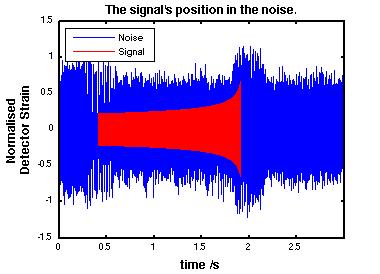 The signal's position in the noise.
1.5
Noise
Signal
1
0.5
0
-0.5
-1
-1.5
Normalised
Detector Strain
0 0.5 1 1.5 2 2.5
time /s